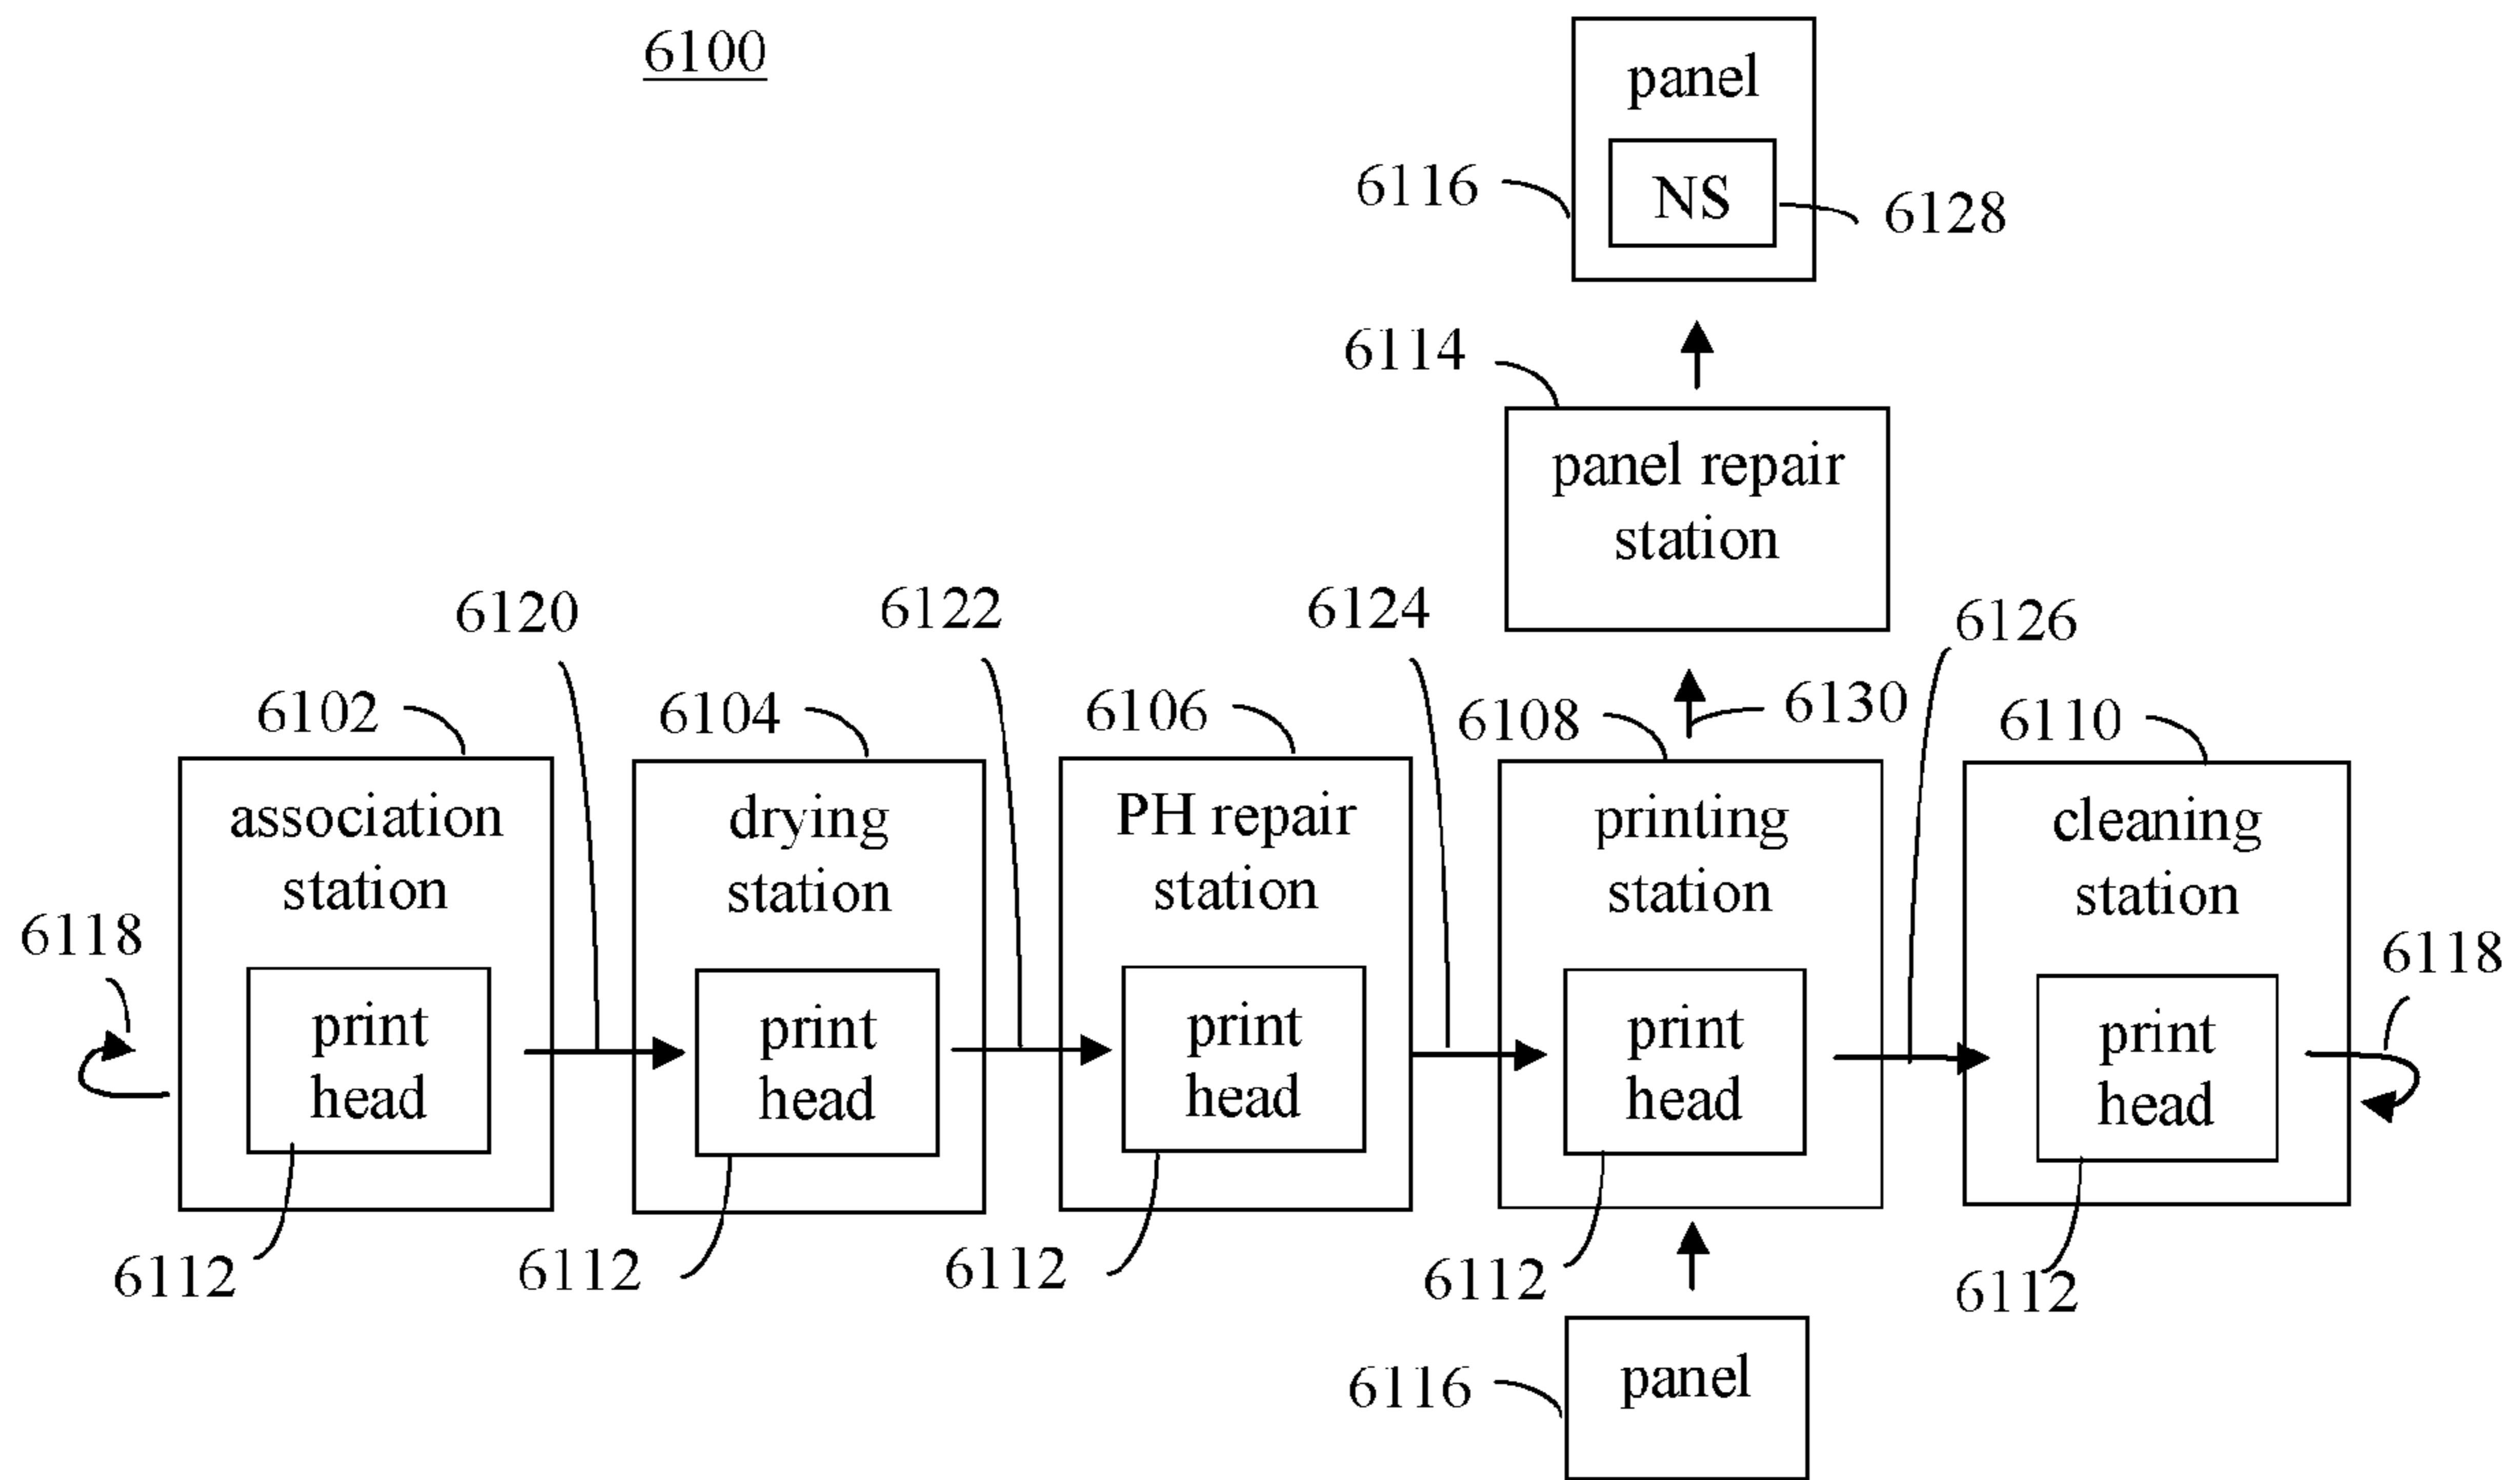 6100
panel
NS
6116
6128
6114
panel repair
station
6120
6122
6124
6126
6102
6104
6106
6108
6130
6110
association
station
drying
station
PH repair
station
printing
station
cleaning
station
6118
6118
print
head
print
head
print
head
print
head
print
head
6112
6112
6112
6112
6112
6116
panel